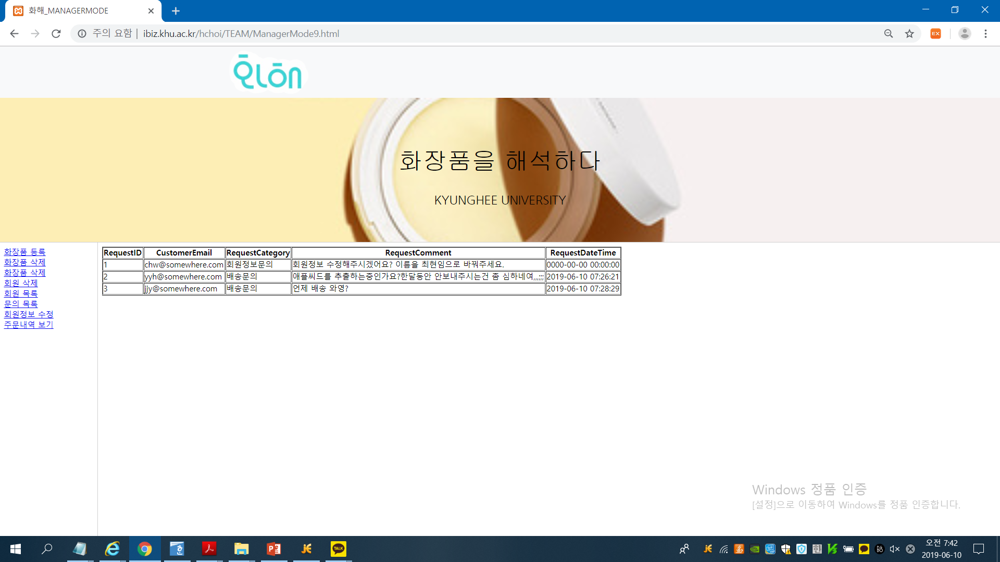 화해_MANAGERMODE
주의 요함 | ibiz.khu.ac.kr/hchoi/TEAM/ManagerMode9.html
EX
화장품을 해석하다
KYUNGHEE UNIVERSITY
화장품 등록
화장품 삭제
화장품 삭제
회원 삭제
회원 목록
문의 목록
회원정보 수정
주문내역 보기
RequestID CustomerEmail RequestCategory RequestComment RequestDateTime
1 chw@somewhere.com 회원정보문의 회원정보 수정해주시겠어요? 이름을 최현임으로 바꿔주세요. 0000-00-00 00:00:00
2 yyh@somewhere.com 배송문의 애플씨드를 추출하는중인가요?한달동안 안보내주시는건 좀 심하네여,,,;;; 2019-06-10 07:26:21
3 jjy@somewhere.com 배송문의 언제 배송 와영? 2019-06-10 07:28:29
Windows 정품 인증
[설정]으로 이동하여 Windows를 정품 인증합니다.
TALK
오전 7:42
2019-06-10